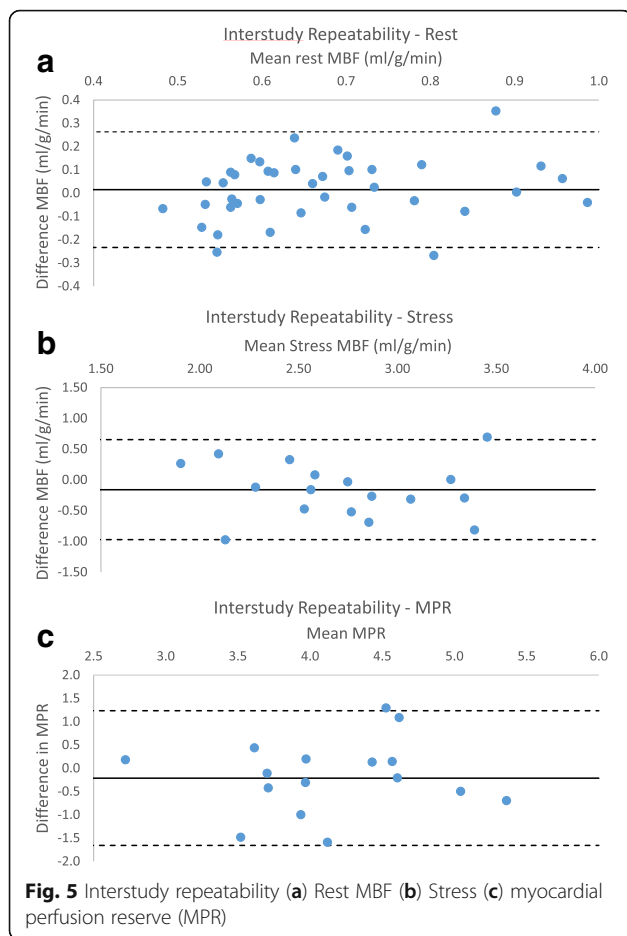 Interstudy Repeatability - Rest
a
Mean rest MBF (ml/g/min)
0.4 0.5 0.6 0.7 0.8 0.9 1.0
0.4
0.3
0.2
0.1
0.0
-0.1
-0.2
-0.3
-0.4
Difference MBF (ml/g/min)
Interstudy Repeatability - Stress
b
Mean Stress MBF (ml/g/min)
1.50 2.00 2.50 3.00 3.50 4.00
1.50
1.00
0.50
0.00
-0.50
-1.00
-1.50
Difference MBF (ml/g/min)
Interstudy Repeatability - MPR
c
Mean MPR
2.5 3.0 3.5 4.0 4.5 5.0 5.5 6.0
2.0
1.5
1.0
0.5
0.0
-0.5
-1.0
-1.5
-2.0
Difference in MPR
Fig. 5 Interstudy repeatability (a) Rest MBF (b) Stress (c) myocardial
perfusion reserve (MPR)